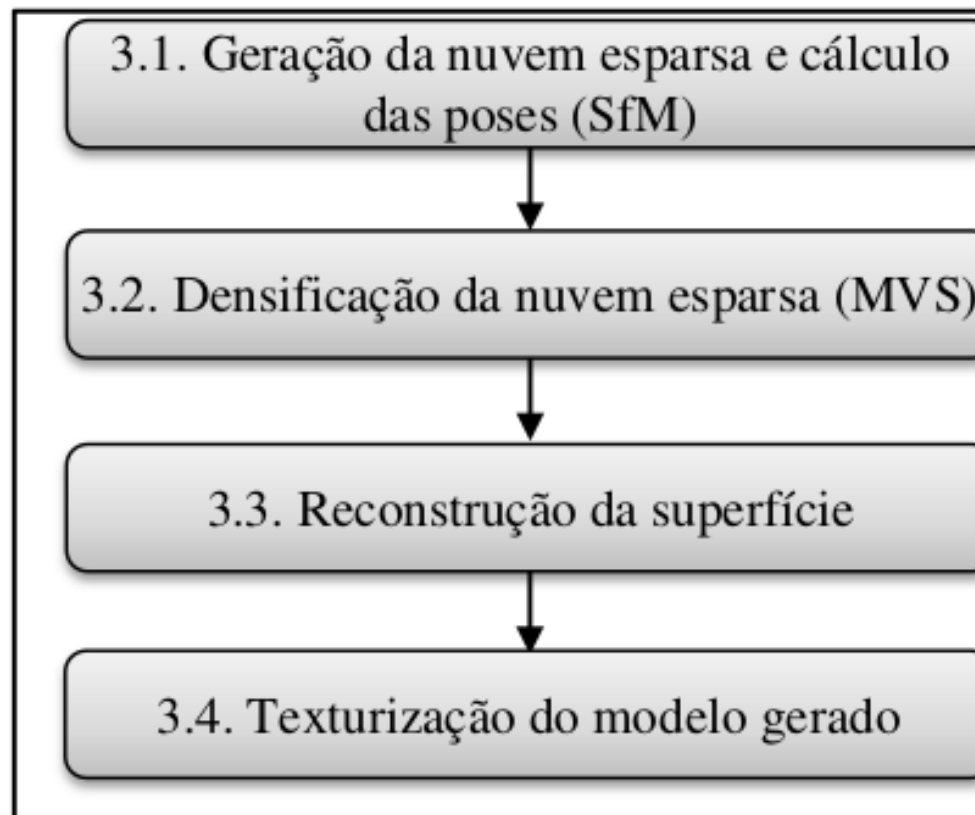 3.1. Geração da nuvem esparsa e cálculo
das poses (SfM)
3.2. Densificação da nuvem esparsa (MVS)
3.3. Reconstrução da superfície
3.4. Texturização do modelo gerado